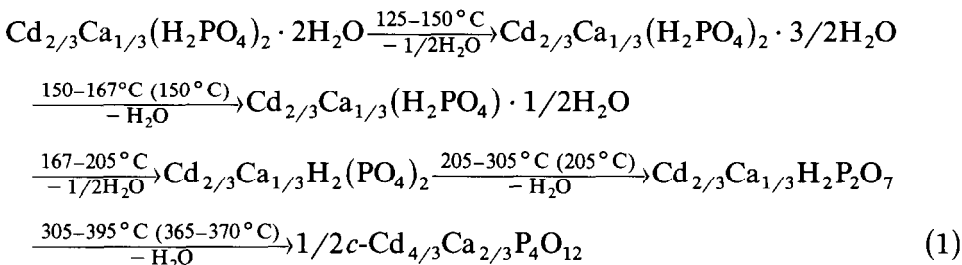 Cd2/3Ca1/3(H2PO4)2 · 2H2O 125–150°C − 1/2H2O → Cd2/3Ca1/3(H2PO4)2 · 3/2H2O
150–167°C (150°C) − H2O → Cd2/3Ca1/3(H2PO4) · 1/2H2O
167–205°C − 1/2H2O → Cd2/3Ca1/3H2(PO4)2 205–305°C (205°C) − H2O → Cd2/3Ca1/3H2P2O7
305–395°C (365–370°C) − H2O → 1/2c-Cd4/3Ca2/3P4O12 (1)